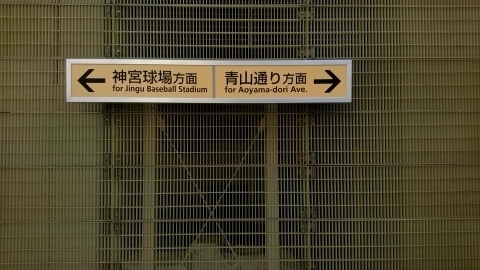 ← 神宮球場方面
for Jingu Baseball Stadium
青山通り方面 →
for Aoyama-dori Ave.